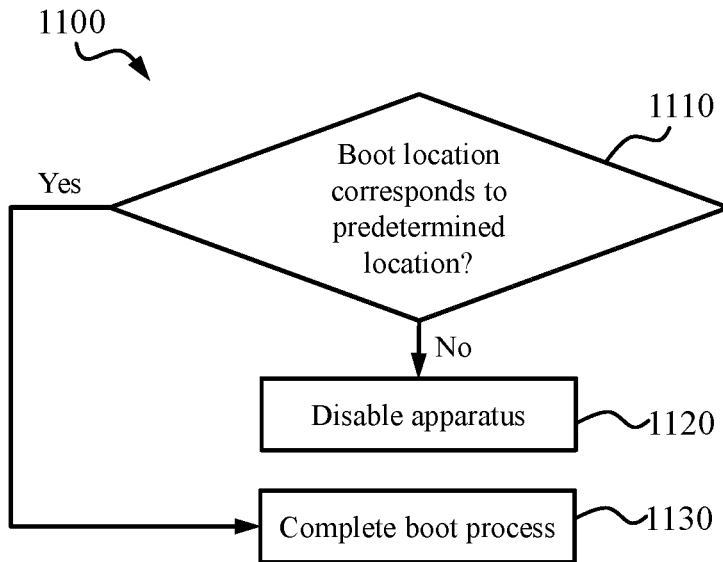 1100
1110
Boot location
corresponds to
predetermined
location?
Yes
No
Disable apparatus
1120
Complete boot process
1130